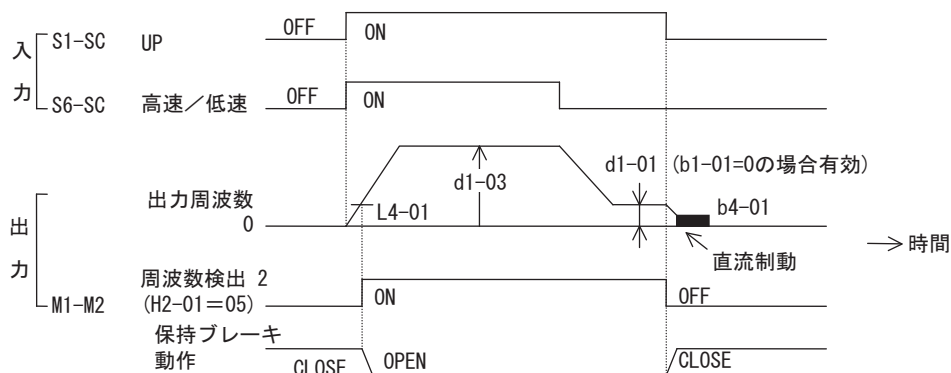 入力
S1-SC UP OFF ON
S6-SC 高速/低速 OFF ON
出力
出力周波数
0
L4-01
d1-03
d1-01 (b1-01=0の場合有効)
b4-01
直流制動
時間
M1-M2
周波数検出 2
(H2-01=05)
ON
OFF
保持ブレーキ
動作
CLOSE
OPEN
CLOSE